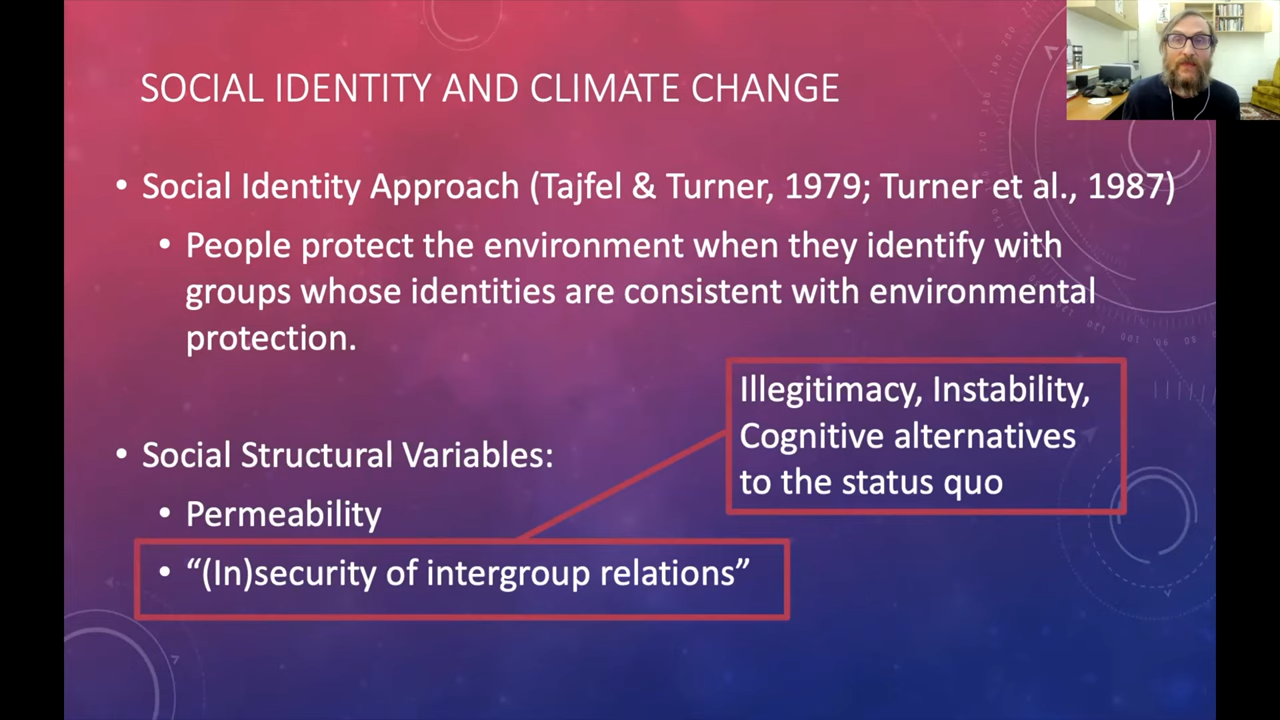 SOCIAL IDENTITY AND CLIMATE CHANGE
• Social Identity Approach (Tajfel & Turner, 1979; Turner et al., 1987)
• People protect the environment when they identify with
groups whose identities are consistent with environmental
protection.
Illegitimacy, Instability,
Cognitive alternatives
to the status quo
• Social Structural Variables:
• Permeability
• “(In)security of intergroup relations”